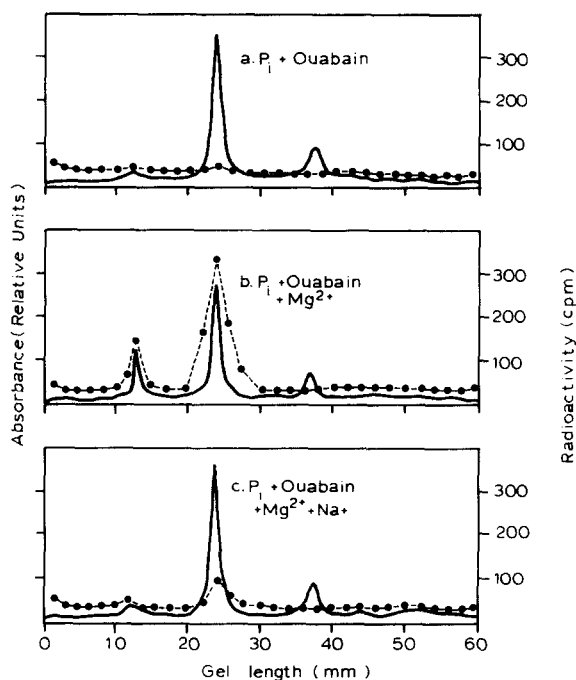 a. Pi + Ouabain
300
200
100
Absorbance (Relative Units)
b. Pi + Ouabain
+ Mg2+
300
200
100
Radioactivity (cpm)
c. Pi + Ouabain
+Mg2++Na+
300
200
100
0 10 20 30 40 50 60
Gel length (mm)